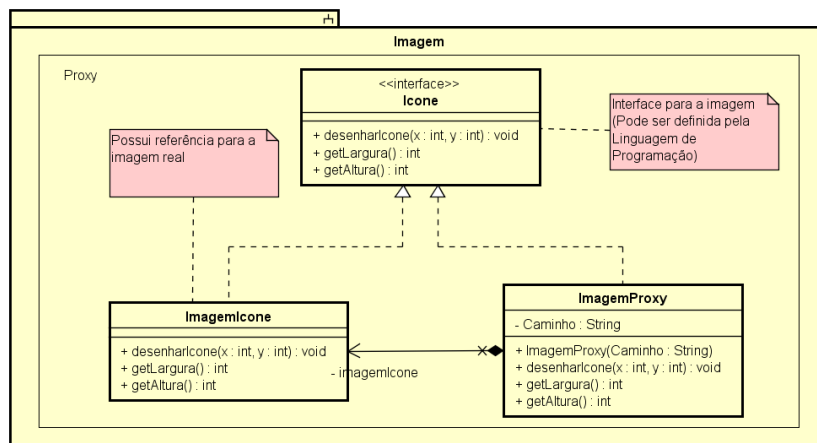 Imagem
Proxy
<<interface>>
Icone
+ desenharIcone(x : int, y : int) : void
+ getLargura() : int
+ getAltura() : int
Interface para a imagem
(Pode ser definida pela
Linguagem de
Programação)
Possui referência para a
imagem real
ImagemIcone
+ desenharIcone(x : int, y : int) : void
+ getLargura() : int
+ getAltura() : int
- imagemIcone
ImagemProxy
- Caminho : String
+ ImagemProxy(Caminho : String)
+ desenharIcone(x : int, y : int) : void
+ getLargura() : int
+ getAltura() : int